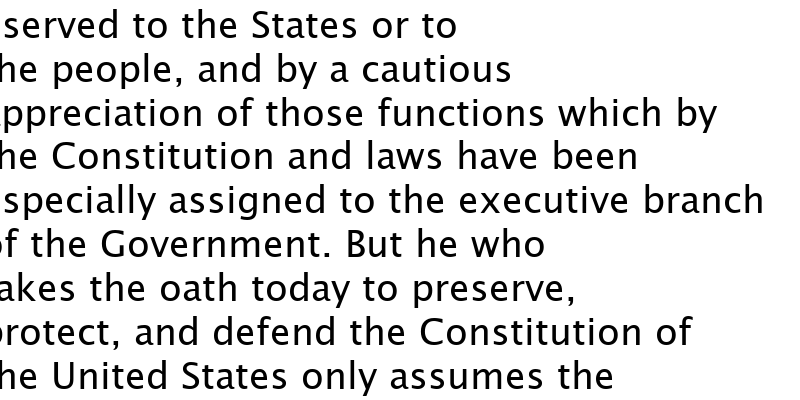 served to the States or to
he people, and by a cautious
ppreciation of those functions which by
he Constitution and laws have been
specially assigned to the executive branch
of the Government. But he who
akes the oath today to preserve,
protect, and defend the Constitution of
he United States only assumes the